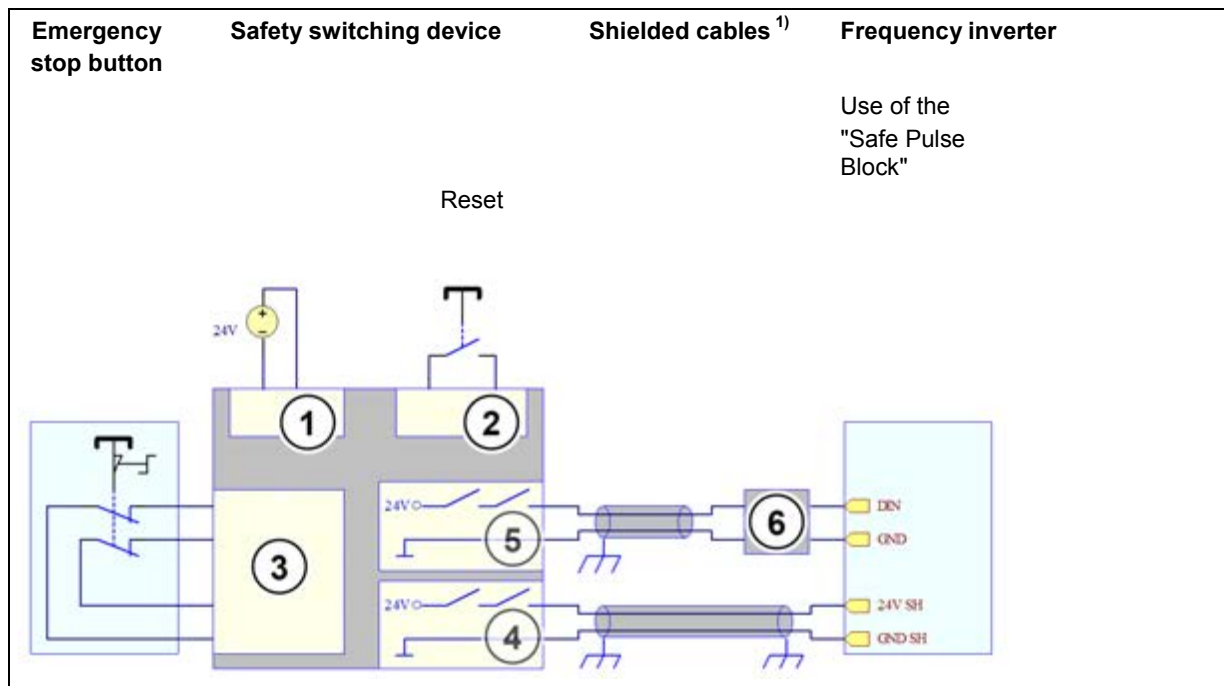 Emergency
stop button
Safety switching device
Shielded cables 1)
Frequency inverter
Use of the
"Safe Pulse
Block"
Reset
24V
1
2
3
24V
5
24V
4
6
DIN
GND
24V SH
GND SH